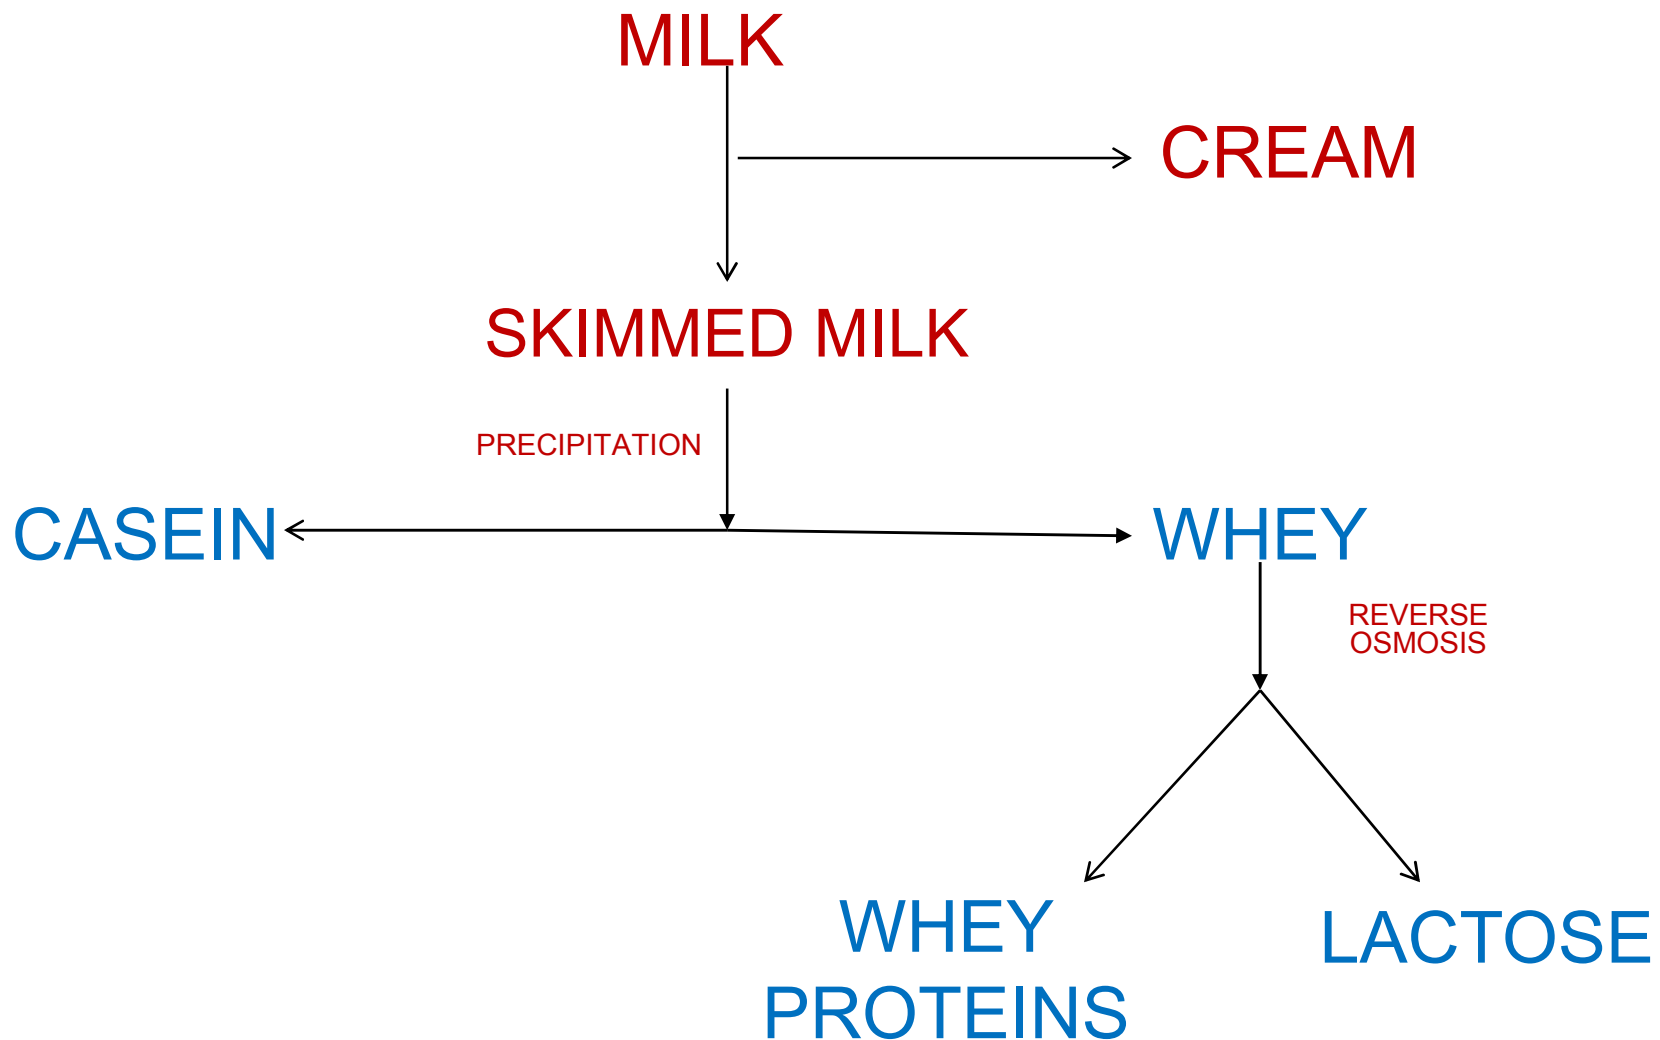 MILK
CREAM
SKIMMED MILK
PRECIPITATION
CASEIN
WHEY
REVERSE
OSMOSIS
WHEY
PROTEINS
LACTOSE